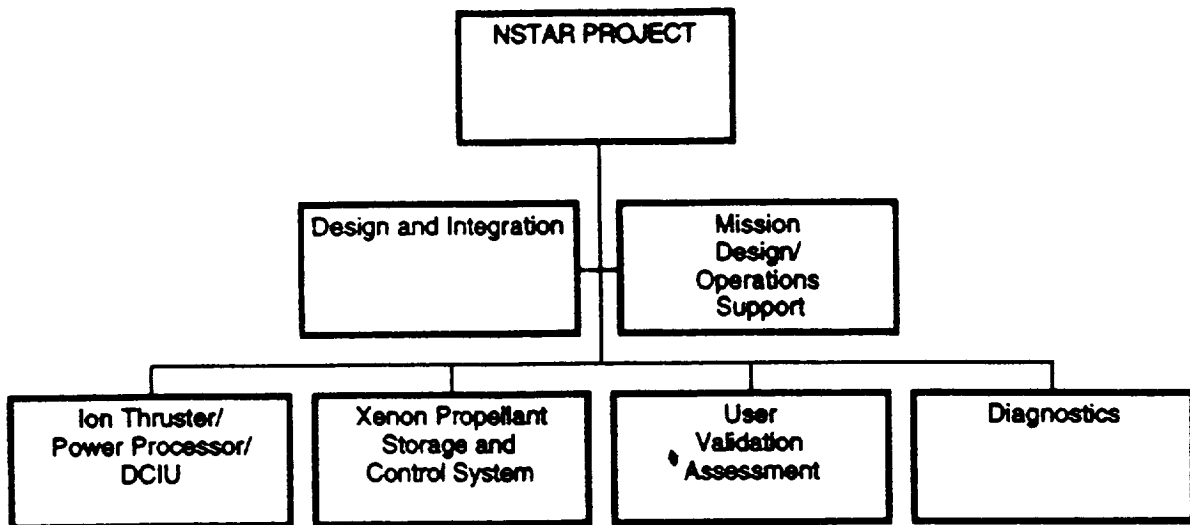 NSTAR PROJECT
Design and Integration
Mission
Design/
Operations
Support
Ion Thruster/
Power Processor/
DCIU
Xenon Propellant
Storage and
Control System
User
Validation
Assessment
Diagnostics